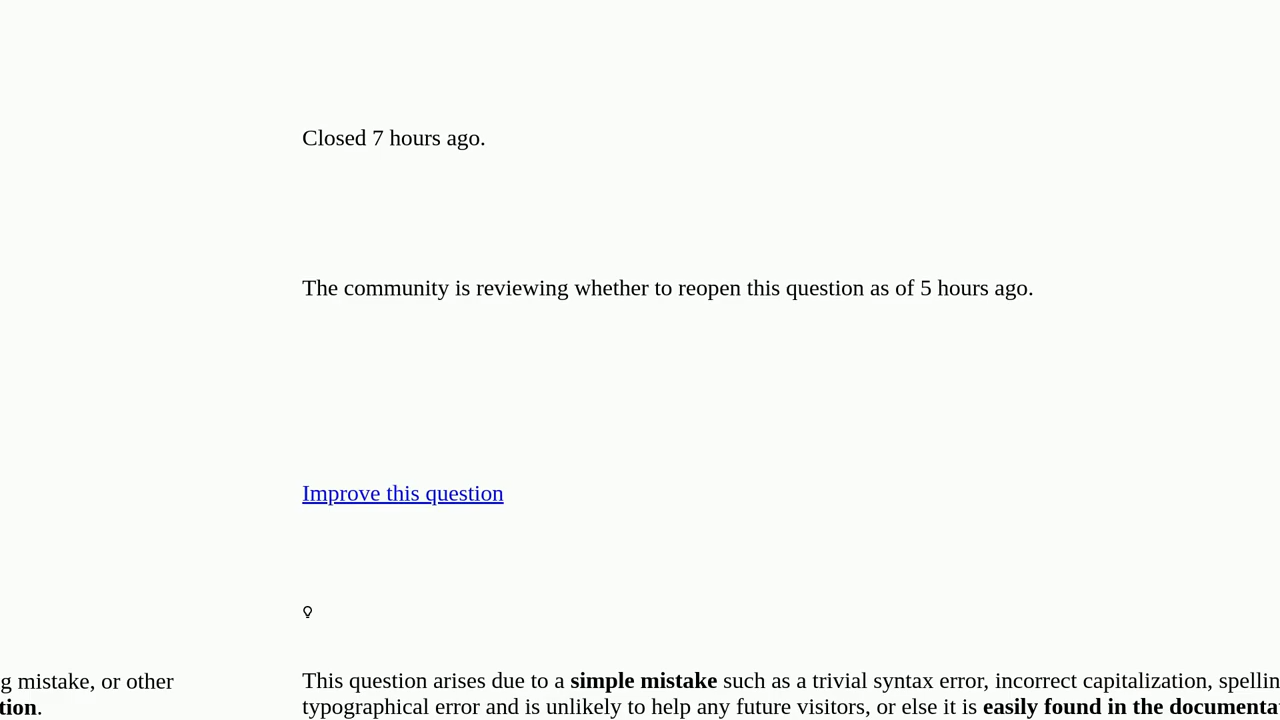 Closed 7 hours ago.
The community is reviewing whether to reopen this question as of 5 hours ago.
Improve this question
g mistake, or other
tion.
This question arises due to a simple mistake such as a trivial syntax error, incorrect capitalization, spellin
typographical error and is unlikely to help any future visitors, or else it is easily found in the documenta